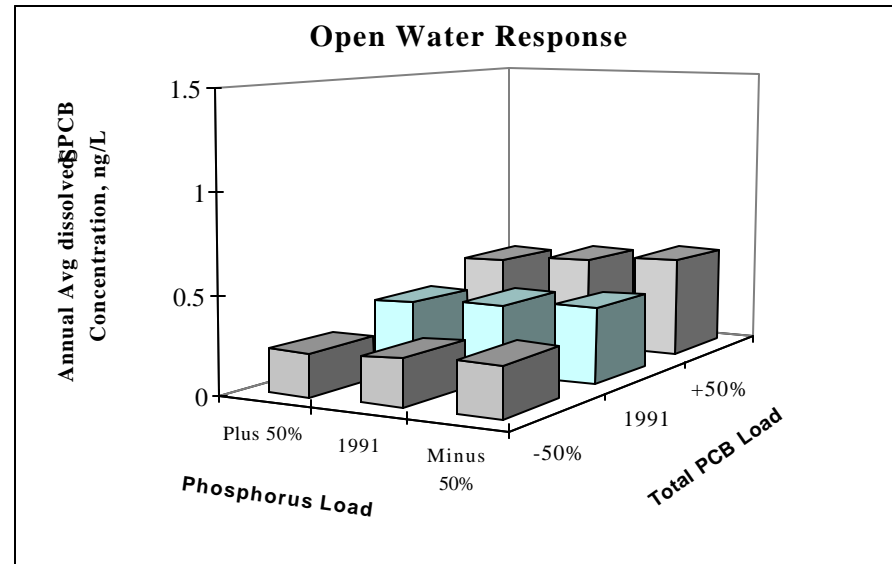 Open Water Response
Annual Avg dissolved SPCB
Concentration, ng/L
1.5
1
0.5
0
Plus 50%
1991
Minus
50%
-50%
1991
+50%
Phosphorus Load
Total PCB Load